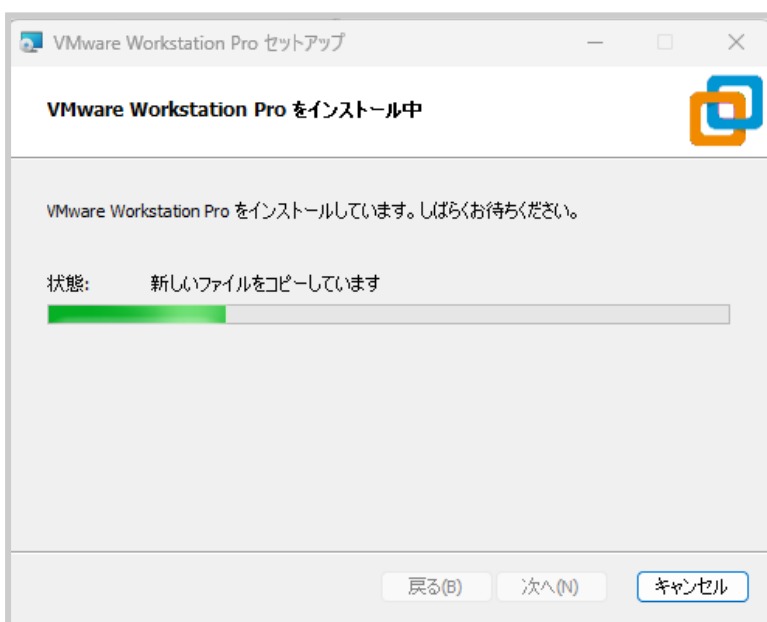 VMware Workstation Pro セットアップ
VMware Workstation Pro をインストール中
VMware Workstation Pro をインストールしています。しばらくお待ちください。
状態: 新しいファイルをコピーしています
戻る(B) 次へ(N) キャンセル